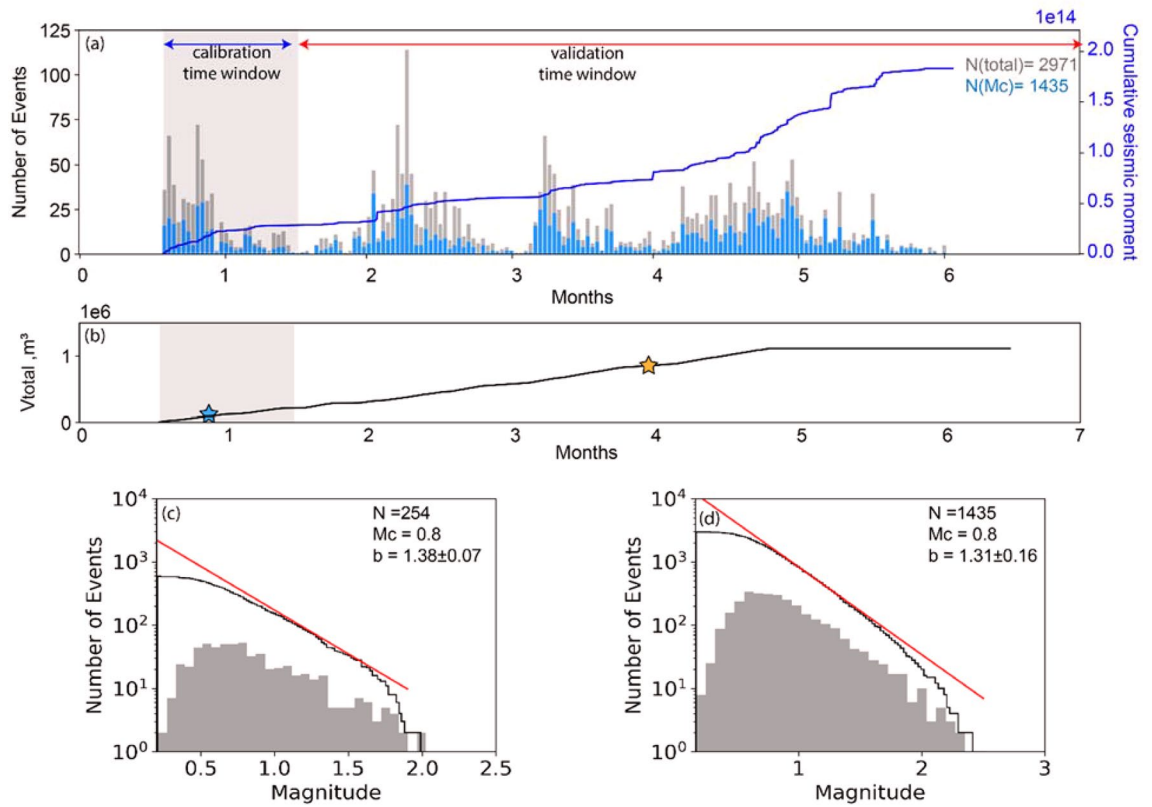 1e14
(a)
calibration
time window
validation
time window
N(total)= 2971
N(Mc)= 1435
125
100
75
50
25
0
Number of Events
2.0
1.5
1.0
0.5
0.0
Cumulative seismic moment
0 1 2 3 4 5 6
Months
1e6
(b)
1
0
Vtotal ,m³
0 1 2 3 4 5 6 7
Months
(c)
N =254
Mc = 0.8
b = 1.38±0.07
10⁴
10³
10²
10¹
10⁰
Number of Events
0.5 1.0 1.5 2.0 2.5
Magnitude
(d)
N =1435
Mc = 0.8
b = 1.31±0.16
10⁴
10³
10²
10¹
10⁰
Number of Events
1 2 3
Magnitude